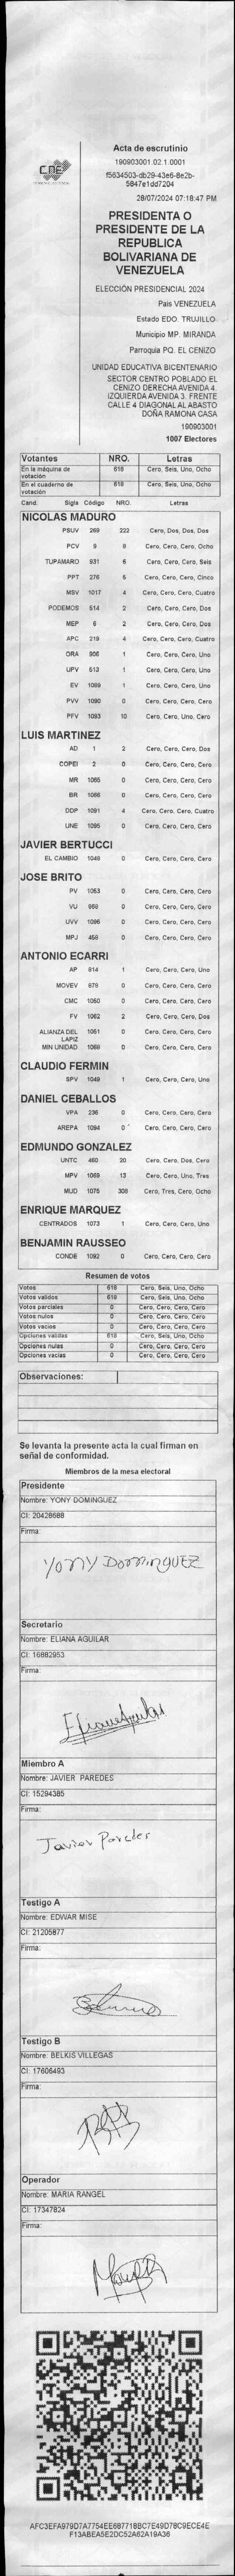 CNE
Acta de escrutinio
190903001.02.1.0001
f5634503-db29-43e6-8e2b-
5847e1dd7204
28/07/2024 07:18:47 PM
PRESIDENTA O
PRESIDENTE DE LA
REPUBLICA
BOLIVARIANA DE
VENEZUELA
ELECCIÓN PRESIDENCIAL 2024
País VENEZUELA
Estado EDO. TRUJILLO
Municipio MP. MIRANDA
Parroquia PQ. EL CENIZO
UNIDAD EDUCATIVA BICENTENARIO
SECTOR CENTRO POBLADO EL
CENIZO DERECHA AVENIDA 4.
IZQUIERDA AVENIDA 3. FRENTE
CALLE 4 DIAGONAL AL ABASTO
DOÑA RAMONA CASA
190903001
1007 Electores
Votantes NRO. Letras
En la máquina de votación 618 Cero, Seis, Uno, Ocho
En el cuaderno de votación 618 Cero, Seis, Uno, Ocho
Cand. Sigla Código NRO. Letras
NICOLAS MADURO
PSUV 269 222 Cero, Dos, Dos, Dos
PCV 9 8 Cero, Cero, Cero, Ocho
TUPAMARO 931 6 Cero, Cero, Cero, Seis
PPT 276 5 Cero, Cero, Cero, Cinco
MSV 1017 4 Cero, Cero, Cero, Cuatro
PODEMOS 514 2 Cero, Cero, Cero, Dos
MEP 6 2 Cero, Cero, Cero, Dos
APC 219 4 Cero, Cero, Cero, Cuatro
ORA 906 1 Cero, Cero, Cero, Uno
UPV 513 1 Cero, Cero, Cero, Uno
EV 1089 1 Cero, Cero, Cero, Uno
PVV 1090 0 Cero, Cero, Cero, Cero
PFV 1093 10 Cero, Cero, Uno, Cero
LUIS MARTINEZ
AD 1 2 Cero, Cero, Cero, Dos
COPEI 2 0 Cero, Cero, Cero, Cero
MR 1065 0 Cero, Cero, Cero, Cero
BR 1066 0 Cero, Cero, Cero, Cero
DDP 1091 4 Cero, Cero, Cero, Cuatro
UNE 1095 0 Cero, Cero, Cero, Cero
JAVIER BERTUCCI
EL CAMBIO 1048 0 Cero, Cero, Cero, Cero
JOSE BRITO
PV 1053 0 Cero, Cero, Cero, Cero
VU 959 0 Cero, Cero, Cero, Cero
UVV 1096 0 Cero, Cero, Cero, Cero
MPJ 458 0 Cero, Cero, Cero, Cero
ANTONIO ECARRI
AP 814 1 Cero, Cero, Cero, Uno
MOVEV 879 0 Cero, Cero, Cero, Cero
CMC 1050 0 Cero, Cero, Cero, Cero
FV 1062 2 Cero, Cero, Cero, Dos
ALIANZA DEL LAPIZ 1051 0 Cero, Cero, Cero, Cero
MIN UNIDAD 1069 0 Cero, Cero, Cero, Cero
CLAUDIO FERMIN
SPV 1049 1 Cero, Cero, Cero, Uno
DANIEL CEBALLOS
VPA 236 0 Cero, Cero, Cero, Cero
AREPA 1094 0 Cero, Cero, Cero, Cero
EDMUNDO GONZALEZ
UNTC 460 20 Cero, Cero, Dos, Cero
MPV 1069 13 Cero, Cero, Uno, Tres
MUD 1075 308 Cero, Tres, Cero, Ocho
ENRIQUE MARQUEZ
CENTRADOS 1073 1 Cero, Cero, Cero, Uno
BENJAMIN RAUSSEO
CONDE 1092 0 Cero, Cero, Cero, Cero
Resumen de votos
Votos 618 Cero, Seis, Uno, Ocho
Votos validos 618 Cero, Seis, Uno, Ocho
Votos parciales 0 Cero, Cero, Cero, Cero
Votos nulos 0 Cero, Cero, Cero, Cero
Votos vacios 0 Cero, Cero, Cero, Cero
Opciones validas 618 Cero, Seis, Uno, Ocho
Opciones nulas 0 Cero, Cero, Cero, Cero
Opciones vacias 0 Cero, Cero, Cero, Cero
Observaciones:
Se levanta la presente acta la cual firman en
señal de conformidad.
Miembros de la mesa electoral
Presidente
Nombre: YONY DOMINGUEZ
CI: 20428688
Firma:
YONY DOMINGUEZ
Secretario
Nombre: ELIANA AGUILAR
CI: 16882953
Firma:
Eliana Aguilar
Miembro A
Nombre: JAVIER PAREDES
CI: 15294385
Firma:
Javier Paredes
Testigo A
Nombre: EDWAR MISE
CI: 21205877
Firma:
Testigo B
Nombre: BELKIS VILLEGAS
CI: 17606493
Firma:
Operador
Nombre: MARIA RANGEL
CI: 17347824
Firma:
AFC3EFA979D7A7754EE687718BC7E49D78C9ECE4E
F13ABEA5E2DC52A62A19A36